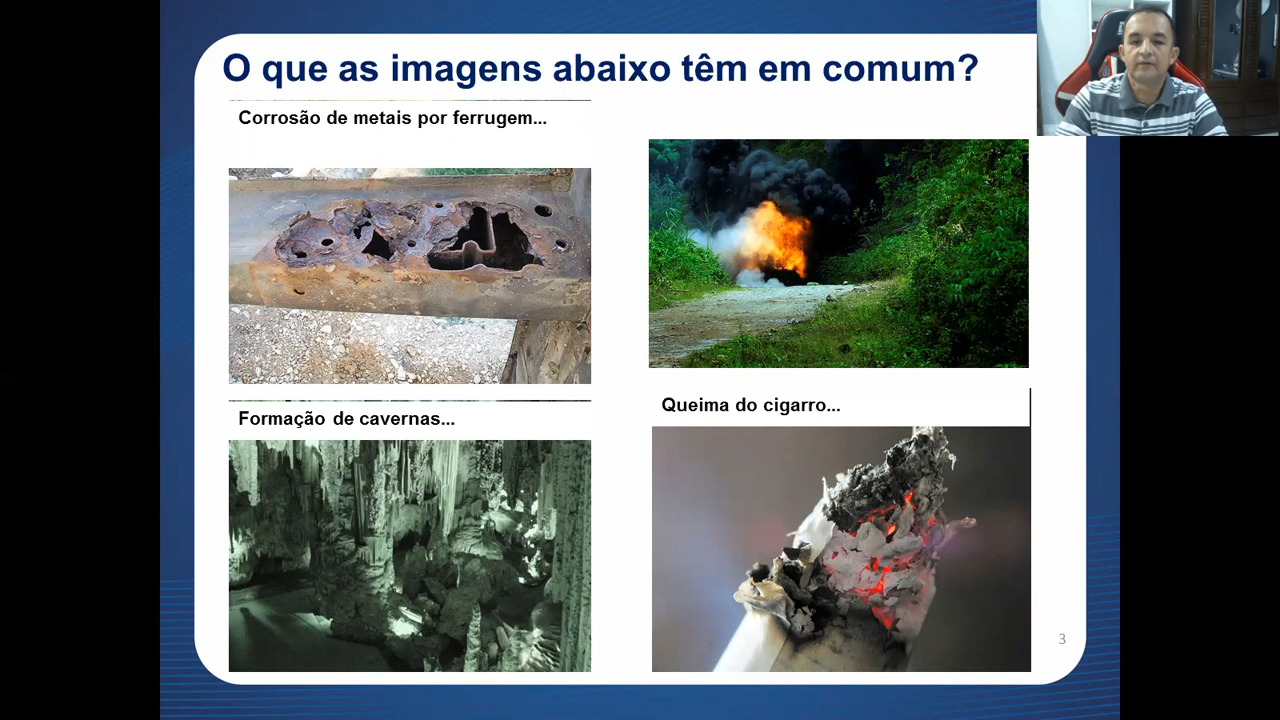 O que as imagens abaixo têm em comum?
Corrosão de metais por ferrugem...
Formação de cavernas...
Queima do cigarro...
3